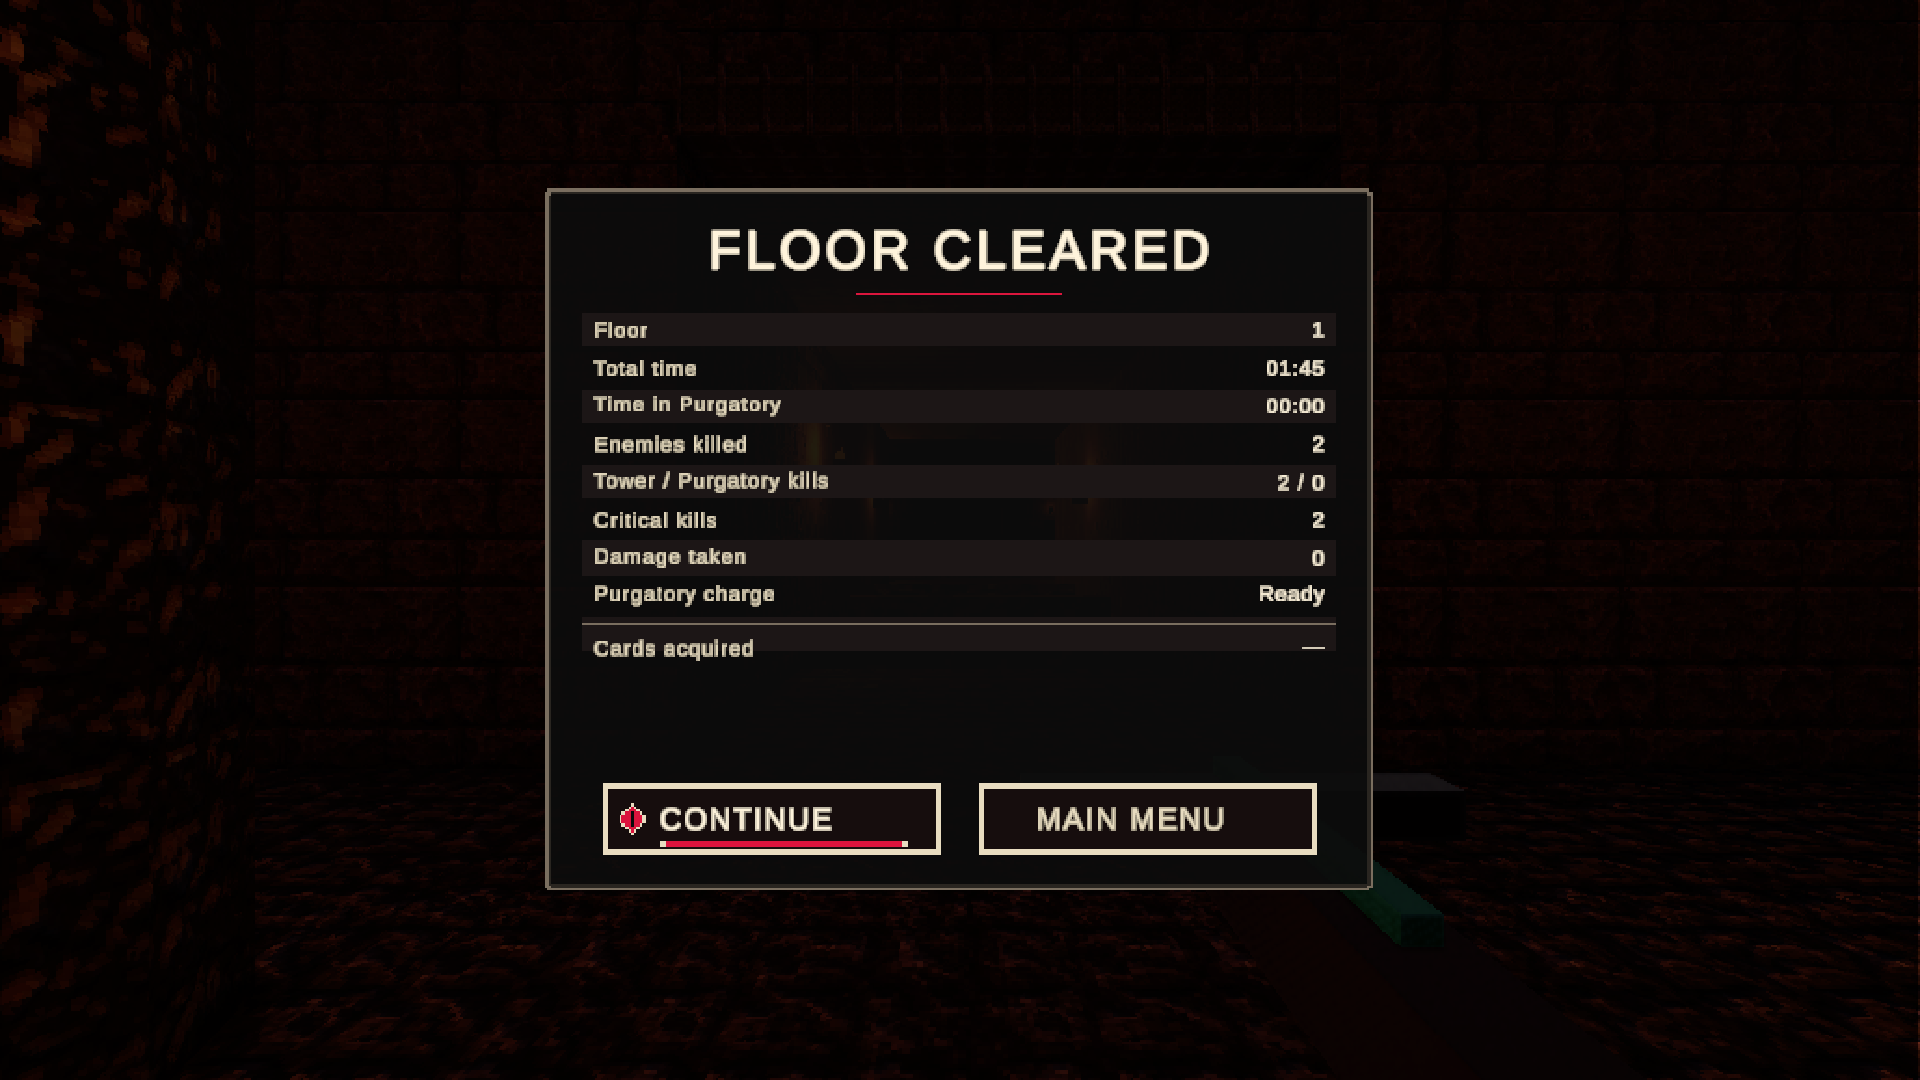 FLOOR CLEARED
Floor 1
Total time 01:45
Time in Purgatory 00:00
Enemies killed 2
Tower / Purgatory kills 2 / 0
Critical kills 2
Damage taken 0
Purgatory charge Ready
Cards acquired —
CONTINUE
MAIN MENU